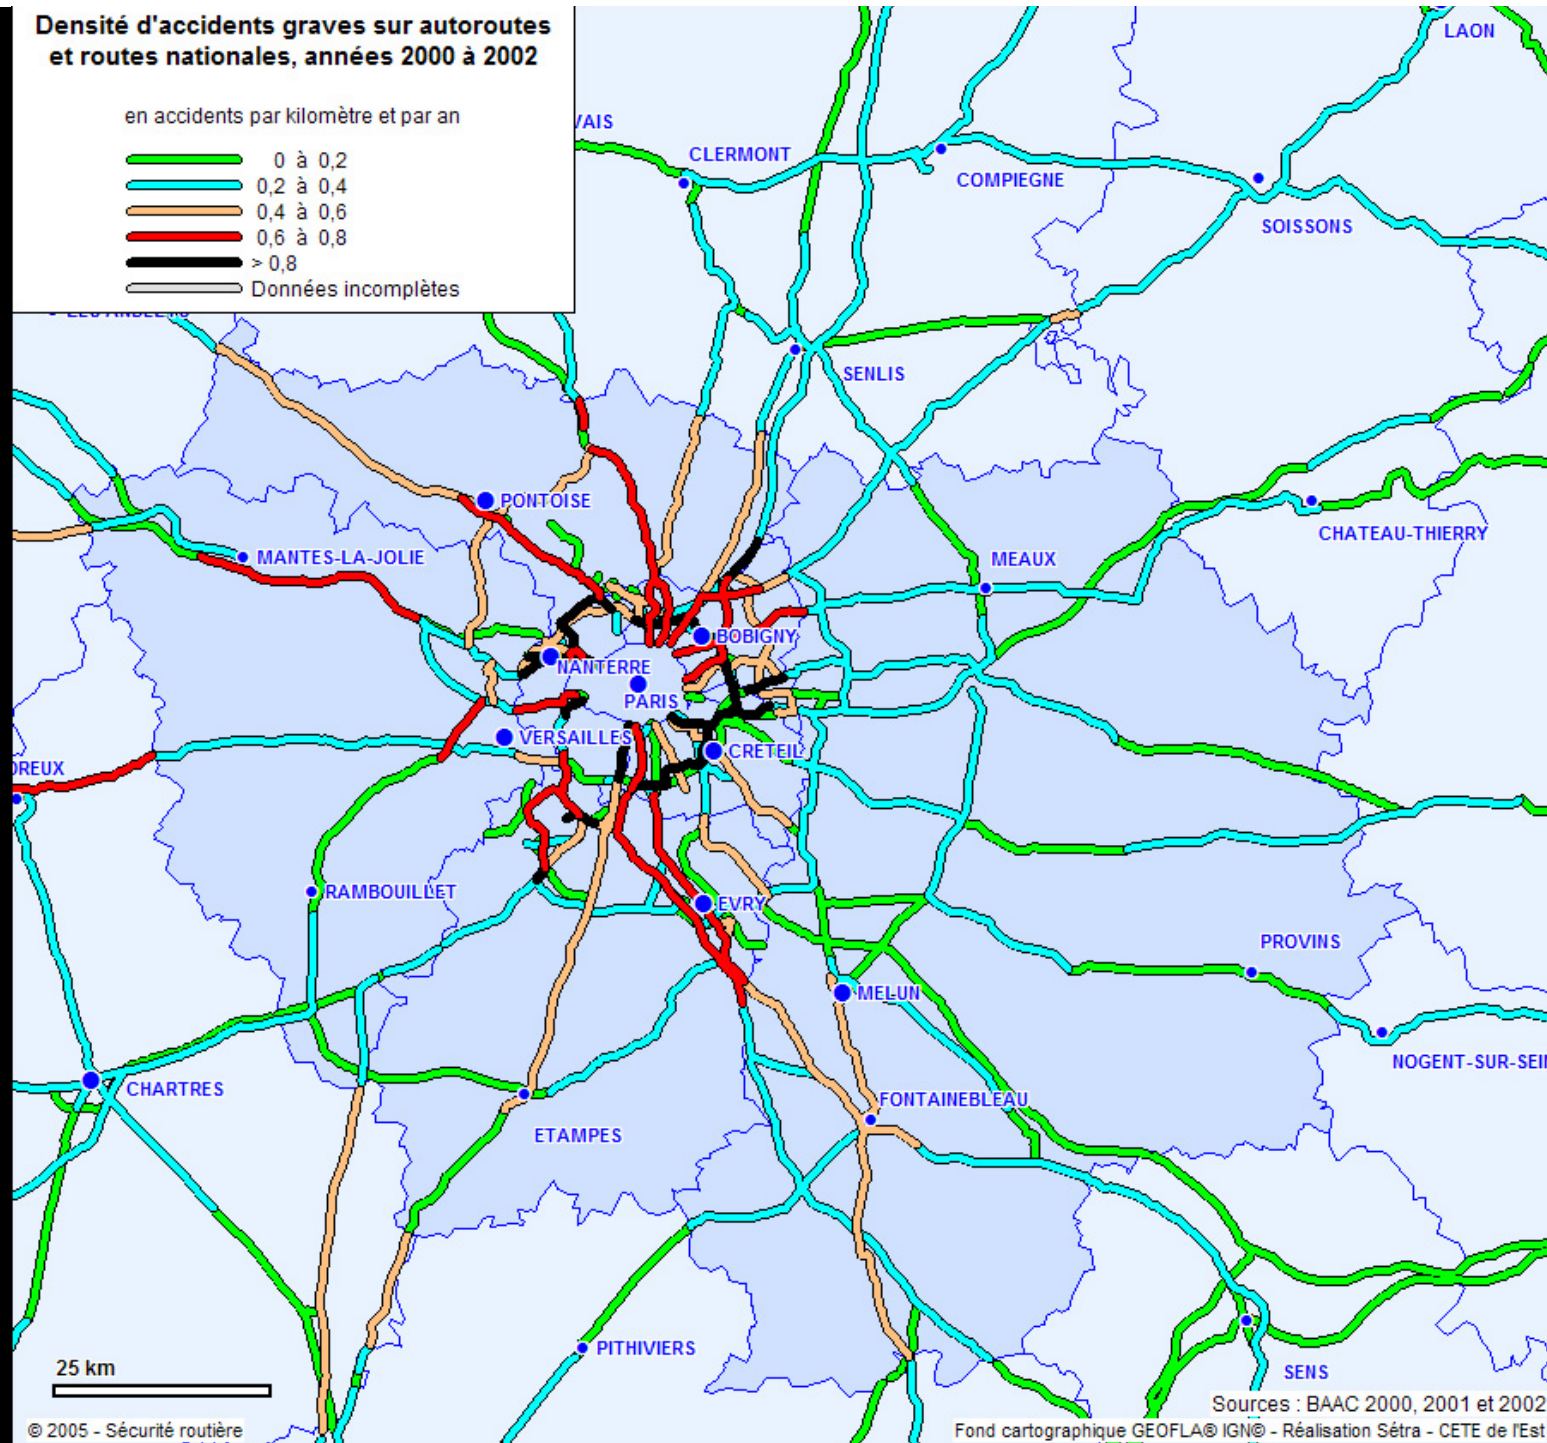 Densité d'accidents graves sur autoroutes
et routes nationales, années 2000 à 2002
en accidents par kilomètre et par an
0 à 0,2
0,2 à 0,4
0,4 à 0,6
0,6 à 0,8
> 0,8
Données incomplètes
LAON
VAIS
CLERMONT
COMPIEGNE
SOISSONS
SENLIS
PONTOISE
CHATEAU-THIERRY
MANTES-LA-JOLIE
MEAUX
BOBIGNY
NANTERRE
PARIS
VERSAILLES
CRETEIL
DREUX
RAMBOUILLET
EVRY
PROVINS
MELUN
NOGENT-SUR-SEI
CHARTRES
FONTAINEBLEAU
ETAMPES
PITHIVIERS
SENS
25 km
Sources : BAAC 2000, 2001 et 2002
© 2005 - Sécurité routière
Fond cartographique GEOFLA® IGN© - Réalisation Sétra - CETE de l'Est